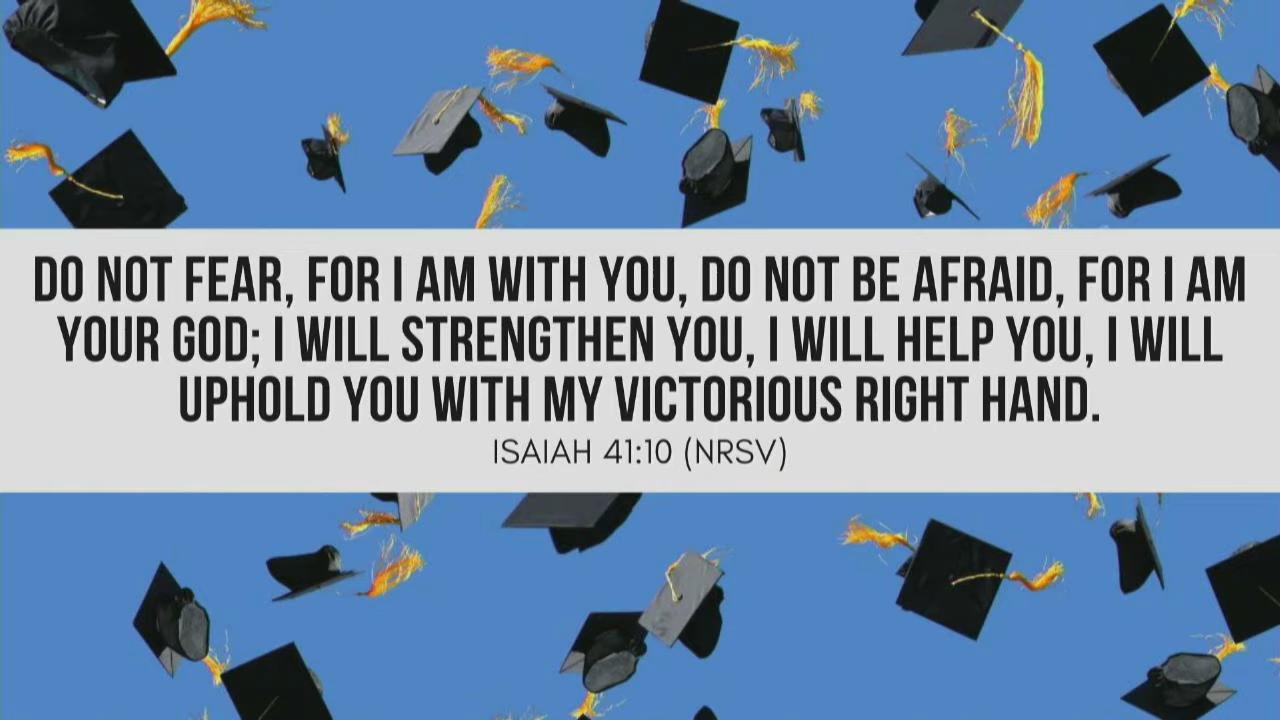 DO NOT FEAR, FOR I AM WITH YOU, DO NOT BE AFRAID, FOR I AM
YOUR GOD; I WILL STRENGTHEN YOU, I WILL HELP YOU, I WILL
UPHOLD YOU WITH MY VICTORIOUS RIGHT HAND.
ISAIAH 41:10 (NRSV)